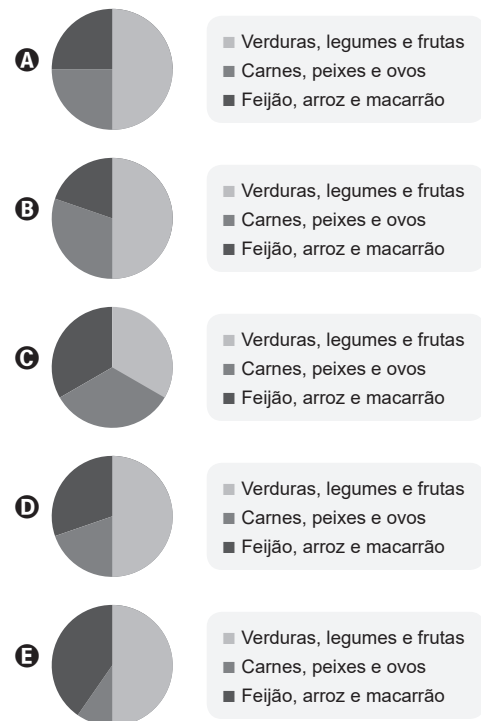 A
Verduras, legumes e frutas
Carnes, peixes e ovos
Feijão, arroz e macarrão
B
Verduras, legumes e frutas
Carnes, peixes e ovos
Feijão, arroz e macarrão
C
Verduras, legumes e frutas
Carnes, peixes e ovos
Feijão, arroz e macarrão
D
Verduras, legumes e frutas
Carnes, peixes e ovos
Feijão, arroz e macarrão
E
Verduras, legumes e frutas
Carnes, peixes e ovos
Feijão, arroz e macarrão